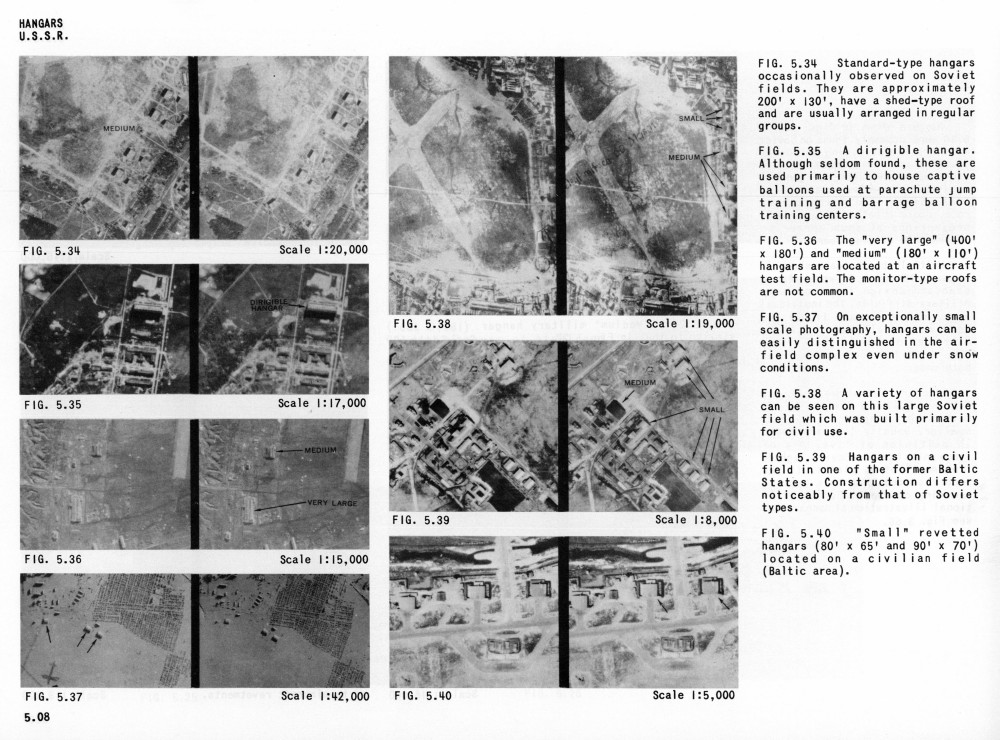 HANGARS
U.S.S.R.
MEDIUM
FIG. 5.34 Scale 1:20,000
DIRIGIBLE
HANGAR
FIG. 5.35 Scale 1:17,000
MEDIUM
VERY LARGE
FIG. 5.36 Scale 1:15,000
FIG. 5.37 Scale 1:42,000
5.08
SMALL
MEDIUM
FIG. 5.38 Scale 1:19,000
MEDIUM
SMALL
FIG. 5.39 Scale 1:8,000
FIG. 5.40 Scale 1:5,000
FIG. 5.34 Standard-type hangars
occasionally observed on Soviet
fields. They are approximately
200' x 130', have a shed-type roof
and are usually arranged in regular
groups.
FIG. 5.35 A dirigible hangar.
Although seldom found, these are
used primarily to house captive
balloons used at parachute jump
training and barrage balloon
training centers.
FIG. 5.36 The "very large" (400'
x 180') and "medium" (180' x 110')
hangars are located at an aircraft
test field. The monitor-type roofs
are not common.
FIG. 5.37 On exceptionally small
scale photography, hangars can be
easily distinguished in the air-
field complex even under snow
conditions.
FIG. 5.38 A variety of hangars
can be seen on this large Soviet
field which was built primarily
for civil use.
FIG. 5.39 Hangars on a civil
field in one of the former Baltic
States. Construction differs
noticeably from that of Soviet
types.
FIG. 5.40 "Small" revetted
hangars (80' x 65' and 90' x 70')
located on a civilian field
(Baltic area).